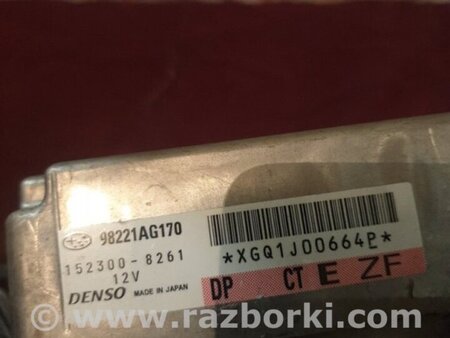 98221AG170
152300-8261
12V
DENSO MADE IN JAPAN
*XGQ1J00664P*
DP CT E ZF
www.razborki.com